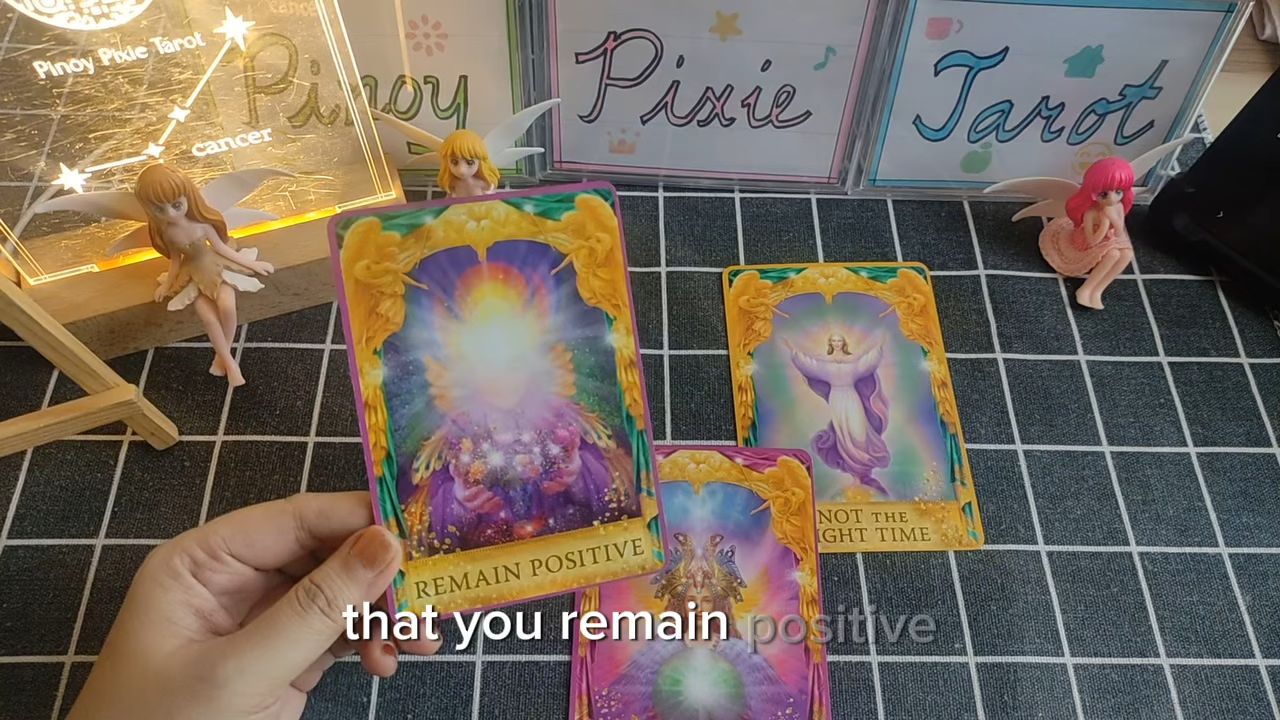 Pinoy Pixie Tarot
cancer
Pinoy
Pixie
Tarot
REMAIN POSITIVE
NOT THE
IGHT TIME
that you remain positive